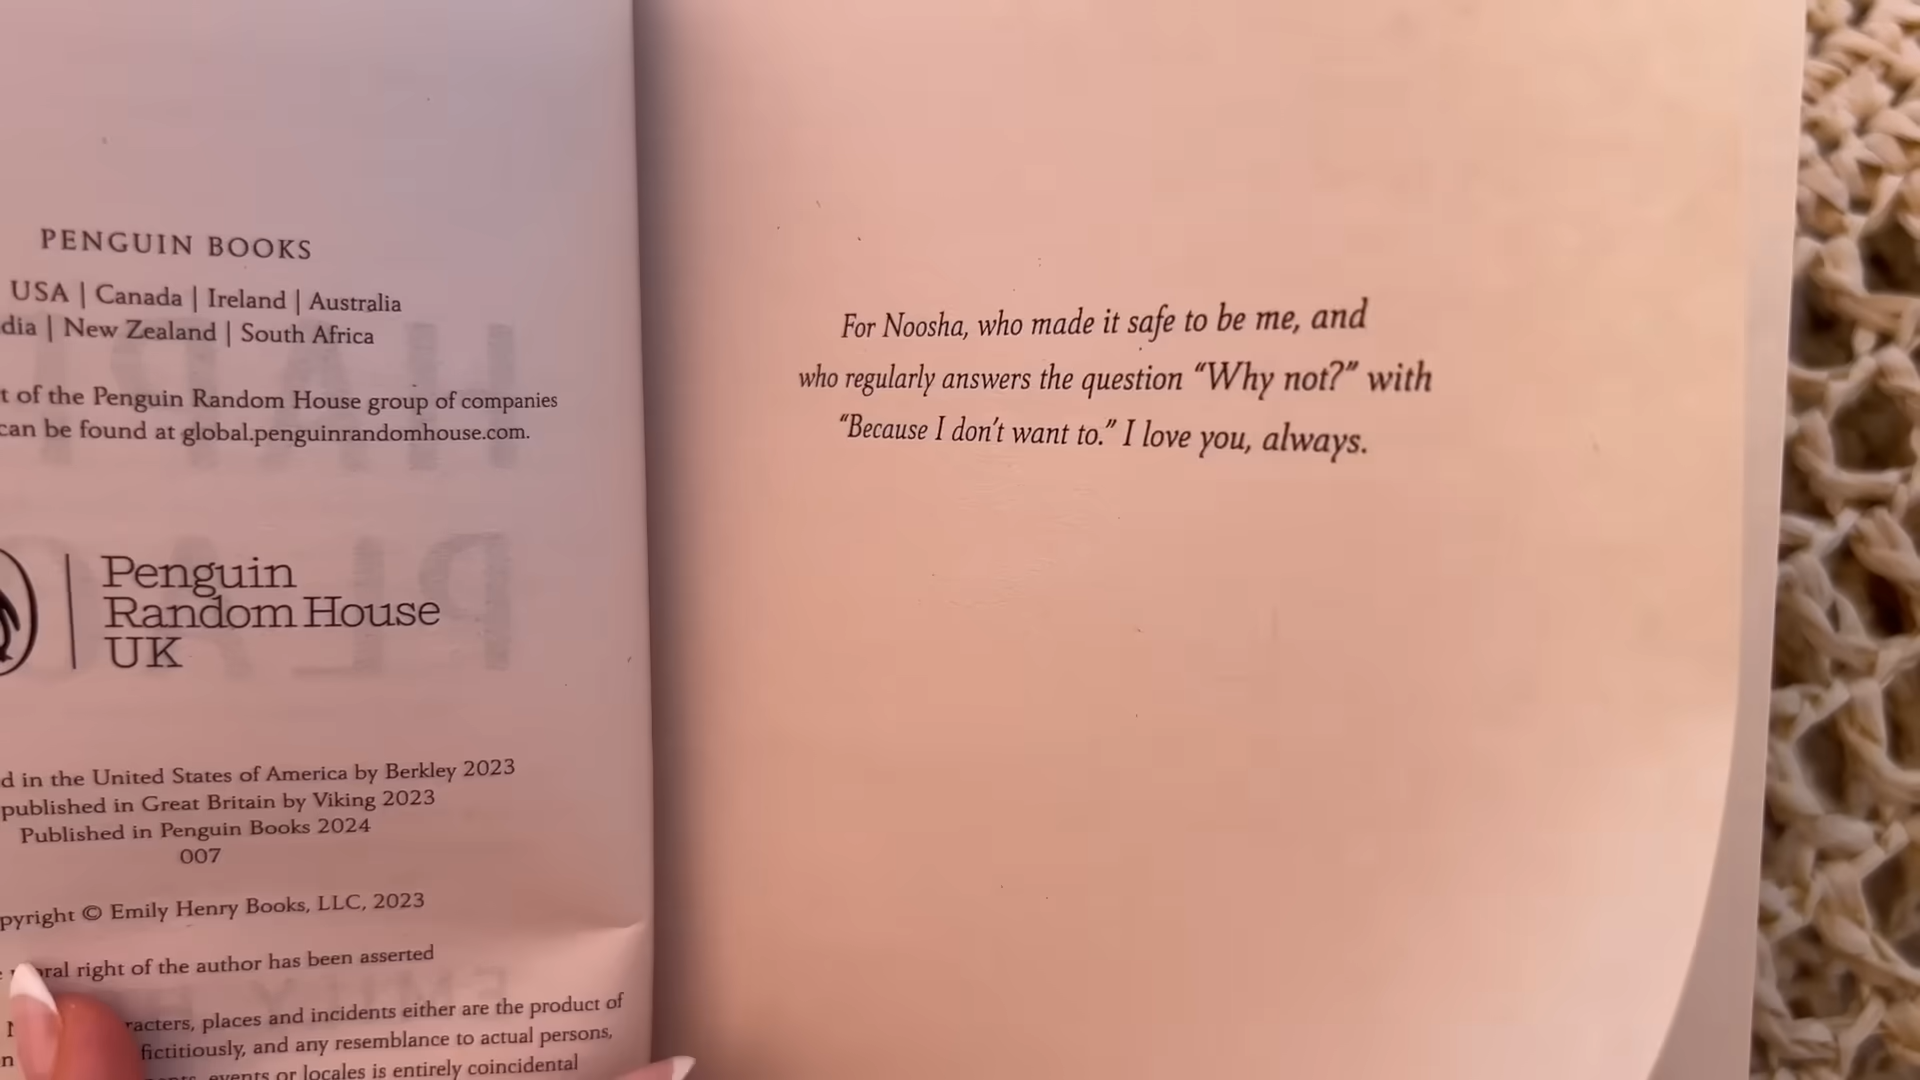 PENGUIN BOOKS
USA | Canada | Ireland | Australia
dia | New Zealand | South Africa
t of the Penguin Random House group of companies
can be found at global.penguinrandomhouse.com.
Penguin
Random House
UK
d in the United States of America by Berkley 2023
published in Great Britain by Viking 2023
Published in Penguin Books 2024
007
pyright © Emily Henry Books, LLC, 2023
oral right of the author has been asserted
racters, places and incidents either are the product of
fictitiously, and any resemblance to actual persons,
events or locales is entirely coincidental
For Noosha, who made it safe to be me, and
who regularly answers the question “Why not?” with
“Because I don’t want to.” I love you, always.